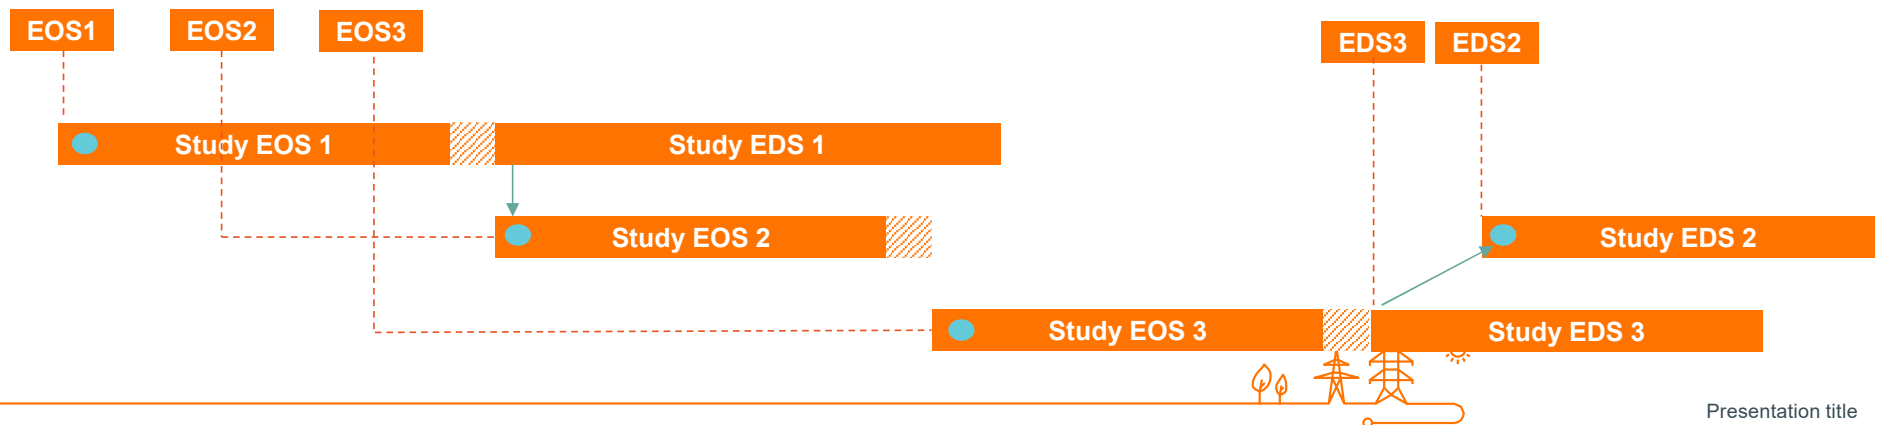 EOS1
EOS2
EOS3
EDS3
EDS2
Study EOS 1
Study EDS 1
Study EOS 2
Study EDS 2
Study EOS 3
Study EDS 3
Presentation title